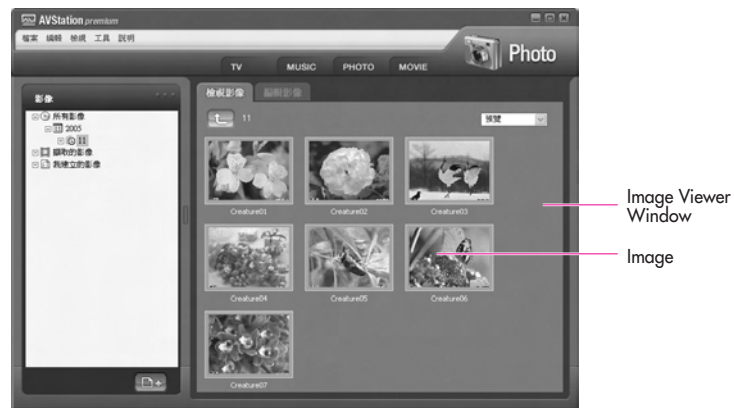 AVStation premium
檔案 編輯 檢視 工具 說明
Photo
TV MUSIC PHOTO MOVIE
影像
所有影像
2005
11
擷取的影像
我建立的影像
檢視影像 編輯影像
11
預覽
Creature01 Creature02 Creature03
Creature04 Creature05 Creature06
Creature07
Image Viewer
Window
Image